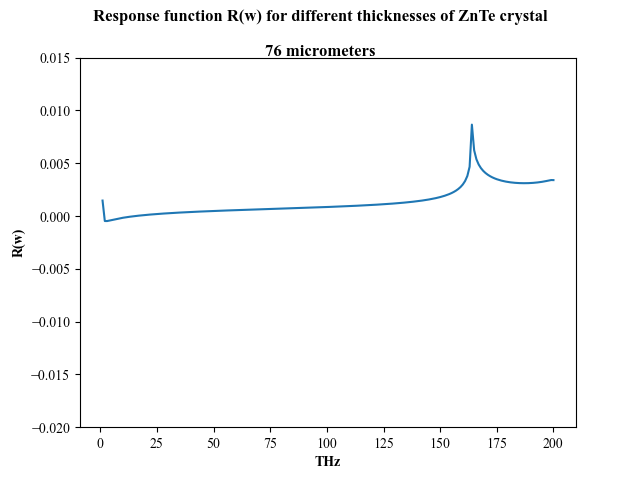 Response function R(w) for different thicknesses of ZnTe crystal
76 micrometers
0.015
0.010
0.005
0.000
−0.005
−0.010
−0.015
−0.020
R(w)
0 25 50 75 100 125 150 175 200
THz